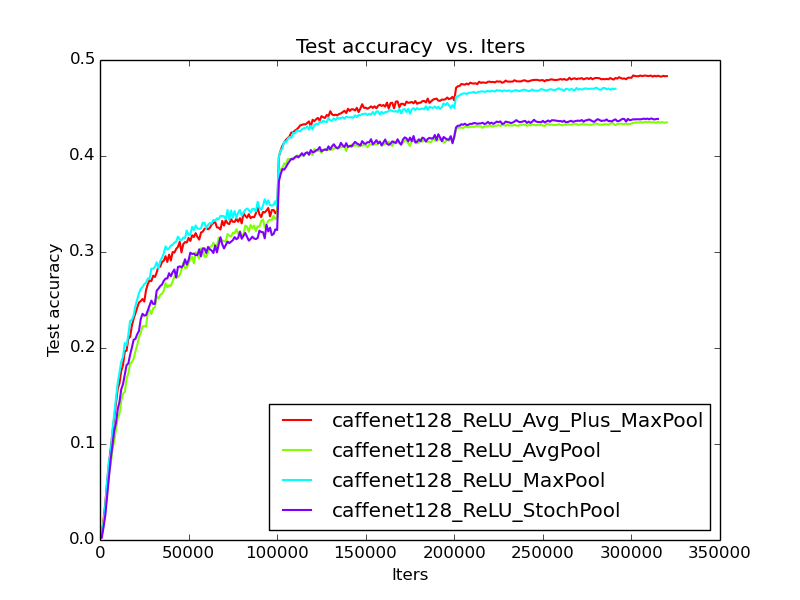 Test accuracy  vs. Iters
0.5
0.4
0.3
0.2
0.1
0.0
Test accuracy
caffenet128_ReLU_Avg_Plus_MaxPool
caffenet128_ReLU_AvgPool
caffenet128_ReLU_MaxPool
caffenet128_ReLU_StochPool
0 50000 100000 150000 200000 250000 300000 350000
Iters